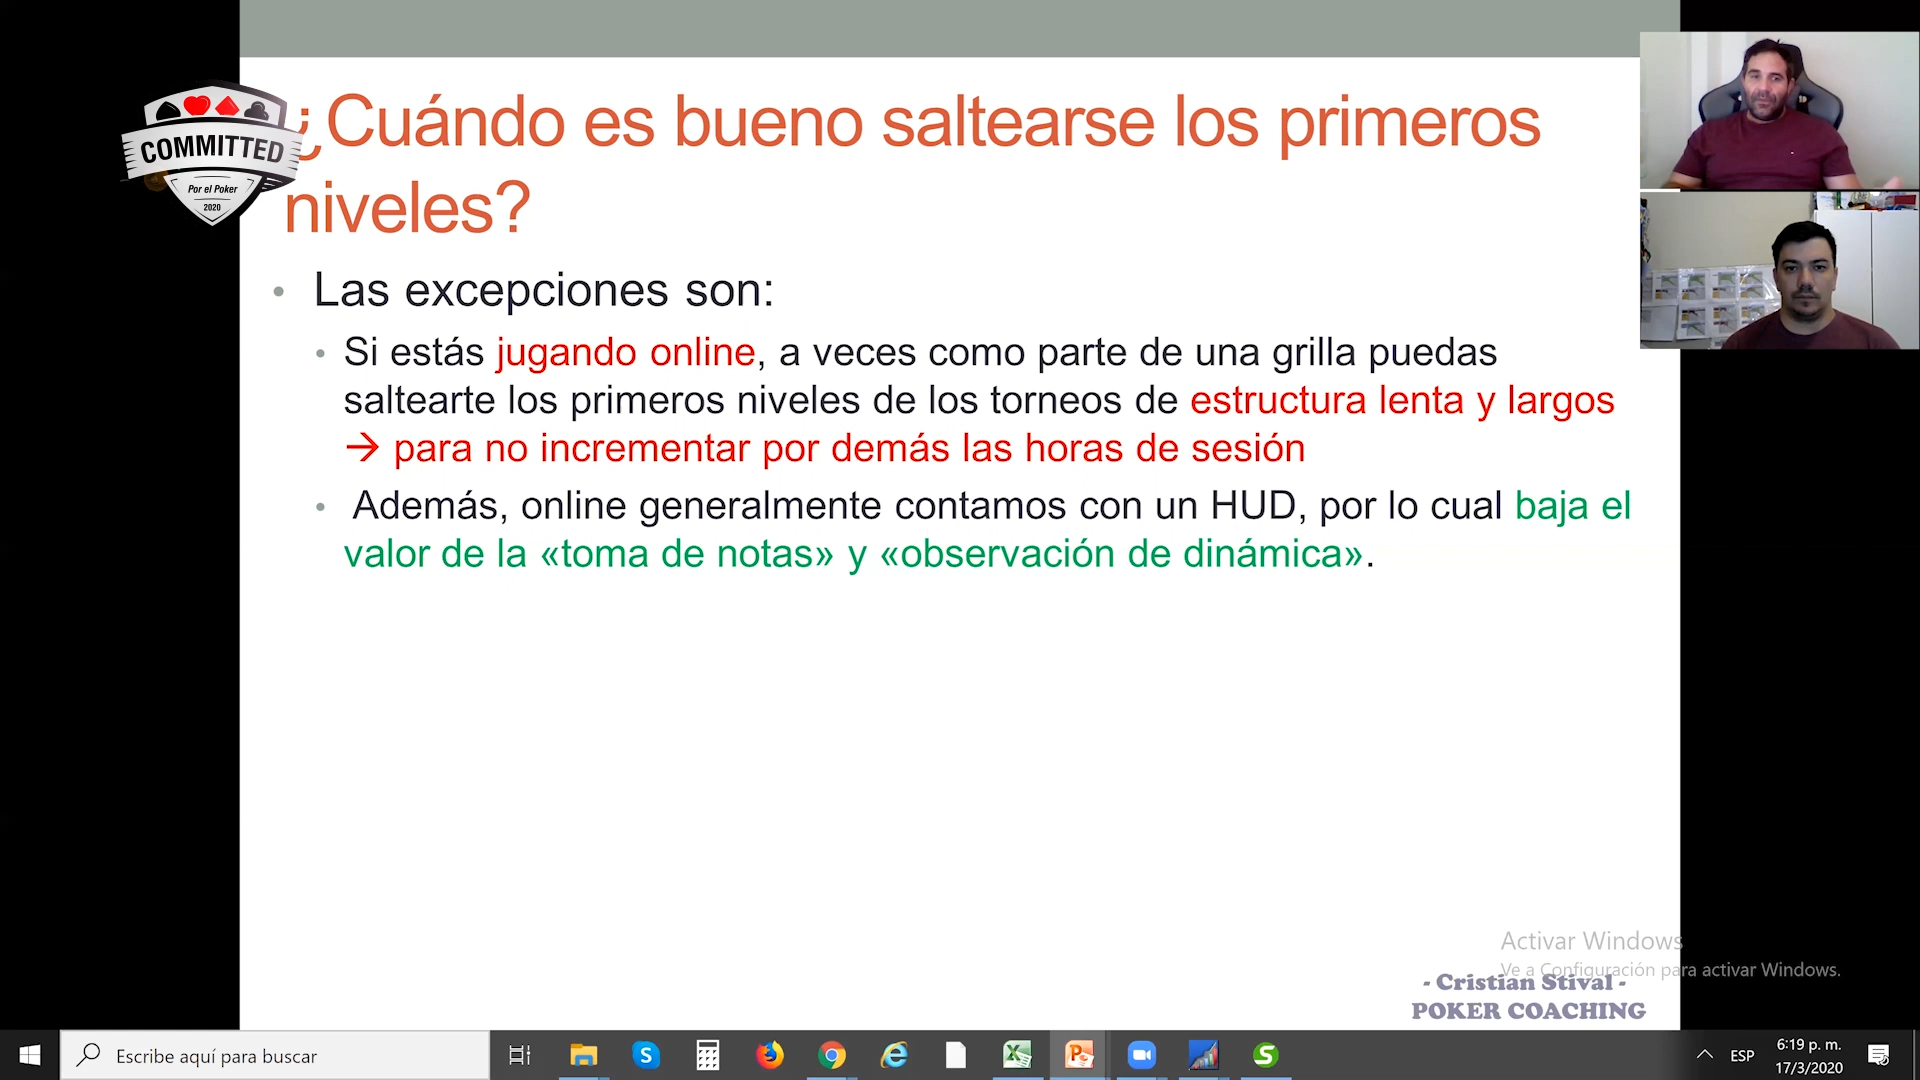 COMMITTED
Por el Poker
2020
¿Cuándo es bueno saltearse los primeros
niveles?
• Las excepciones son:
• Si estás jugando online, a veces como parte de una grilla puedas
saltearte los primeros niveles de los torneos de estructura lenta y largos
→ para no incrementar por demás las horas de sesión
• Además, online generalmente contamos con un HUD, por lo cual baja el
valor de la «toma de notas» y «observación de dinámica».
Activar Windows
Ve a Configuración para activar Windows.
- Cristian Stival -
POKER COACHING
Escribe aquí para buscar
ESP
6:19 p. m.
17/3/2020